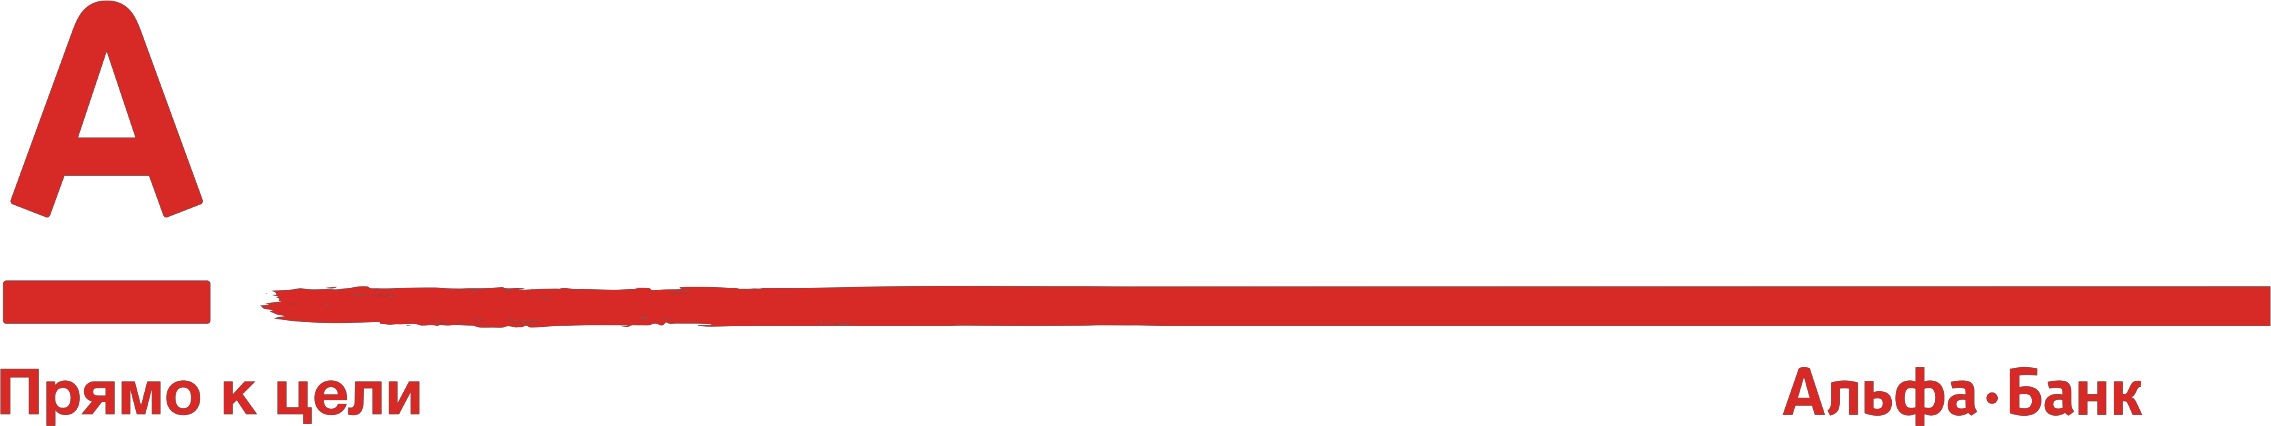 А
Прямо к цели
Альфа·Банк